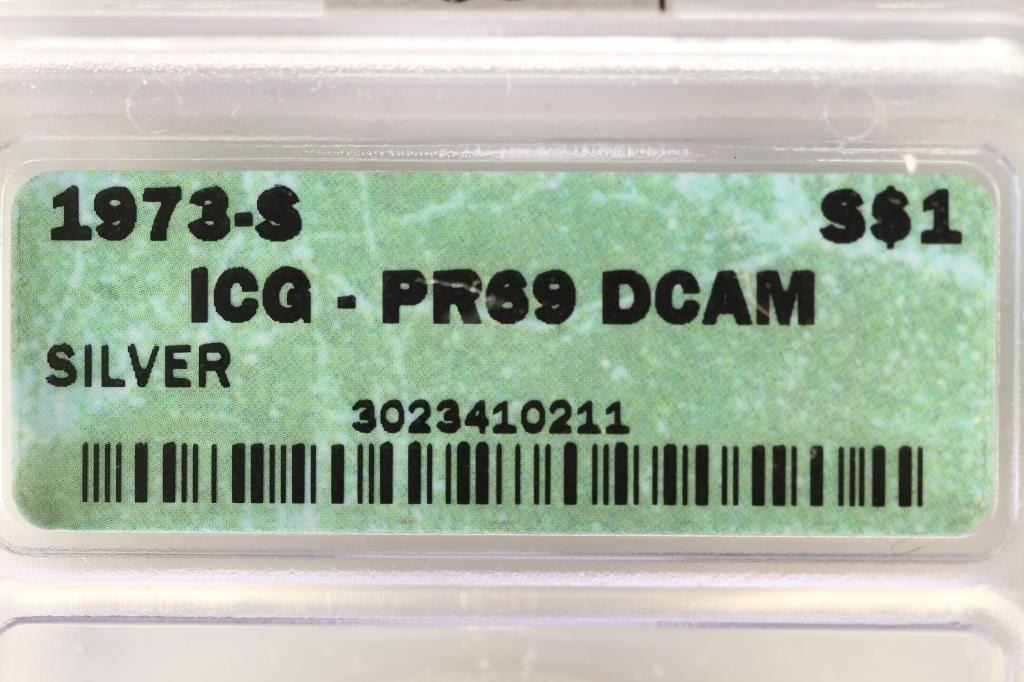 1973-S S$1
ICG - PR69 DCAM
SILVER
3023410211